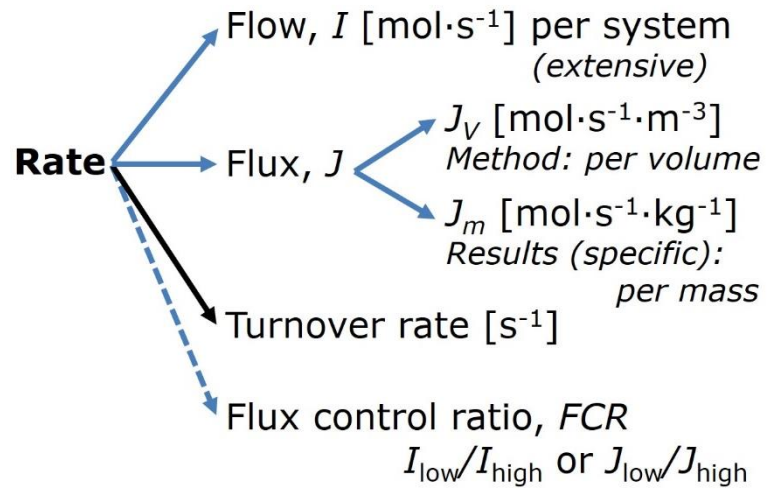 Flow, I [mol·s⁻¹] per system
(extensive)
Rate
Flux, J
J_V [mol·s⁻¹·m⁻³]
Method: per volume
J_m [mol·s⁻¹·kg⁻¹]
Results (specific):
per mass
Turnover rate [s⁻¹]
Flux control ratio, FCR
I_low/I_high or J_low/J_high